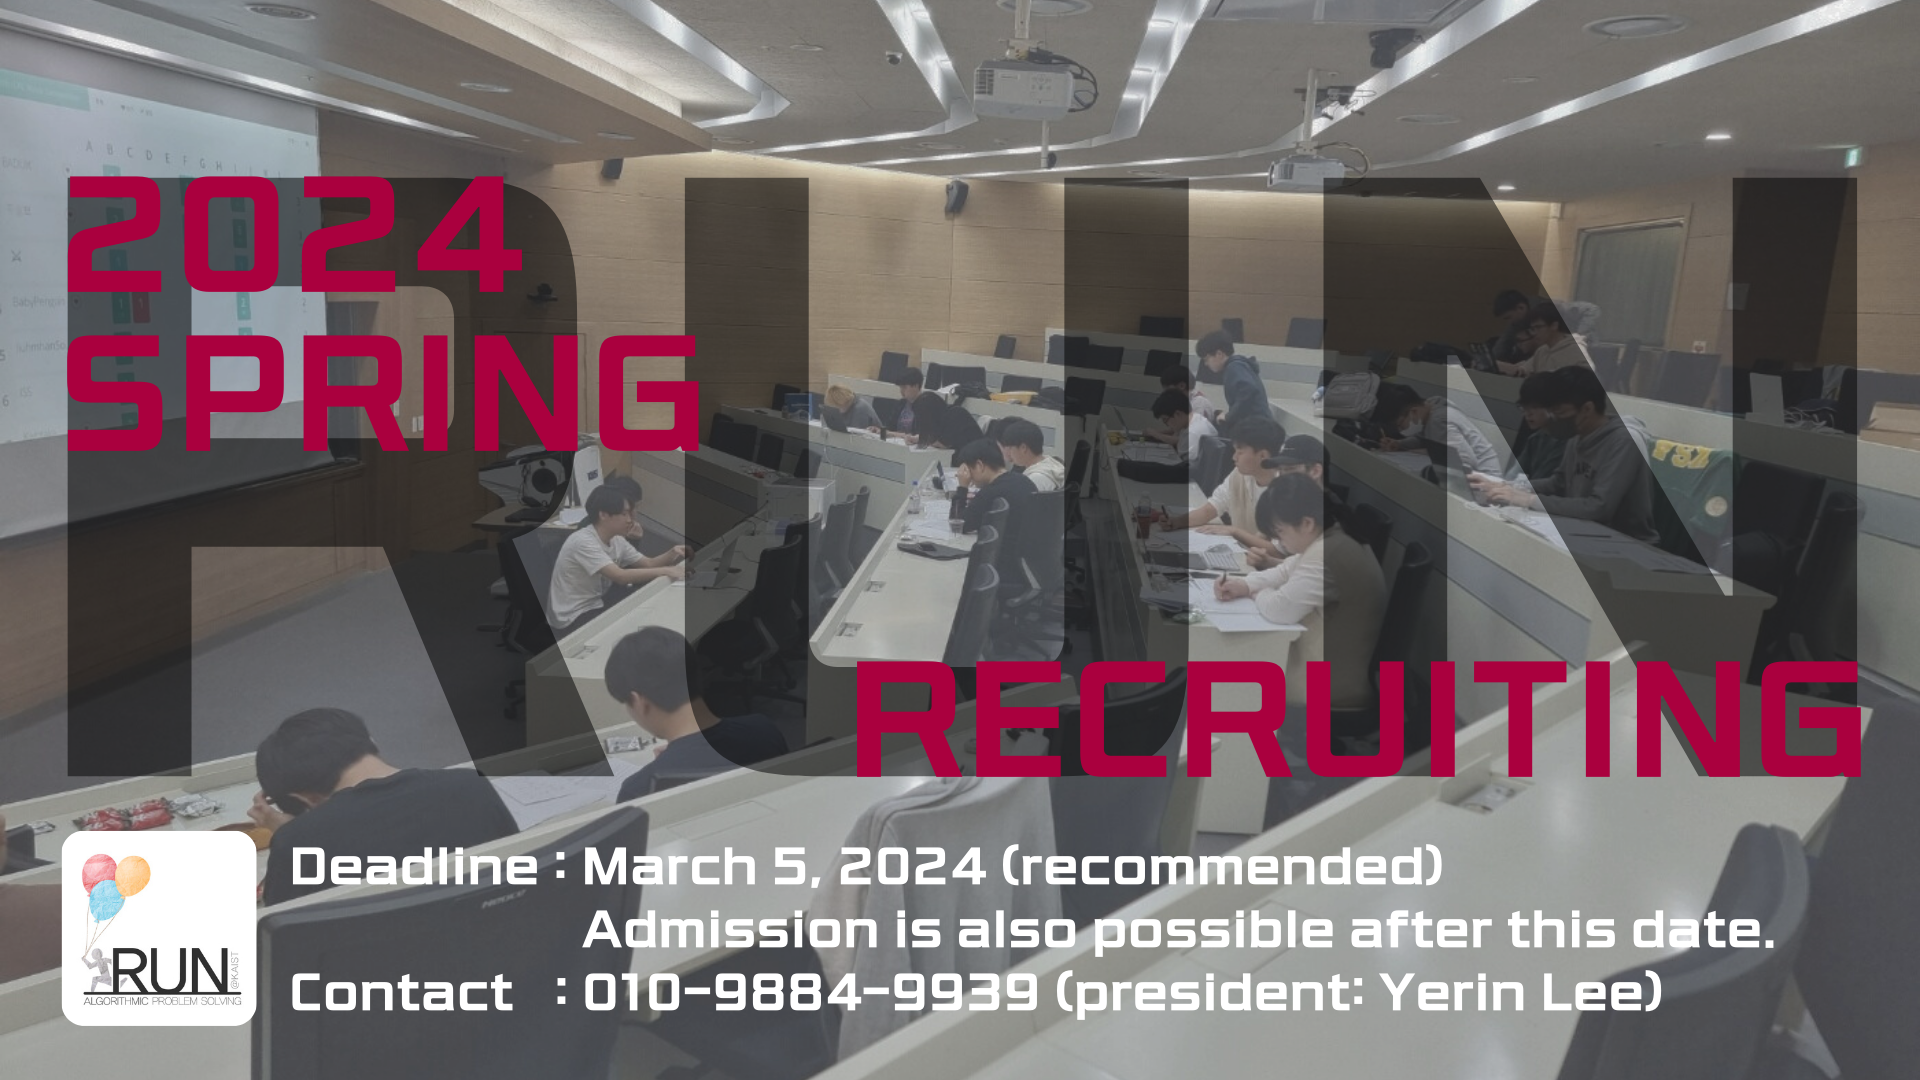 RUN
2024
SPRING
RECRUITING
A B C D E F G H I
BabyPenguin
Deadline : March 5, 2024 (recommended)
Admission is also possible after this date.
Contact : 010-9884-9939 (president: Yerin Lee)
RUN
@KAIST
ALGORITHMIC PROBLEM SOLVING